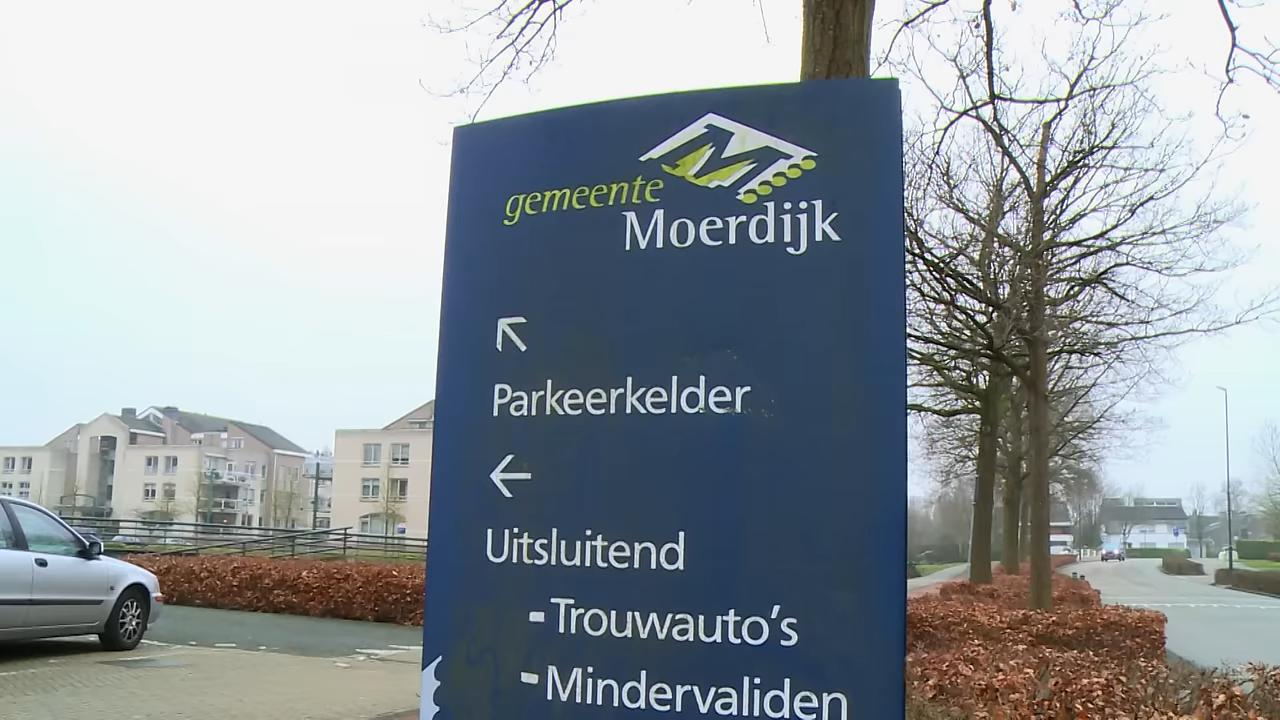 gemeente
Moerdijk
Parkeerkelder
Uitsluitend
-Trouwauto's
-Mindervaliden